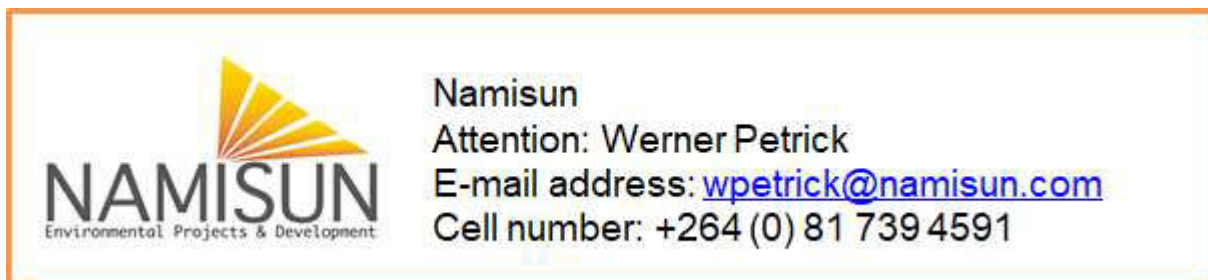 NAMISUN
Environmental Projects & Development
Namisun
Attention: Werner Petrick
E-mail address: wpetrick@namisun.com
Cell number: +264 (0) 81 739 4591